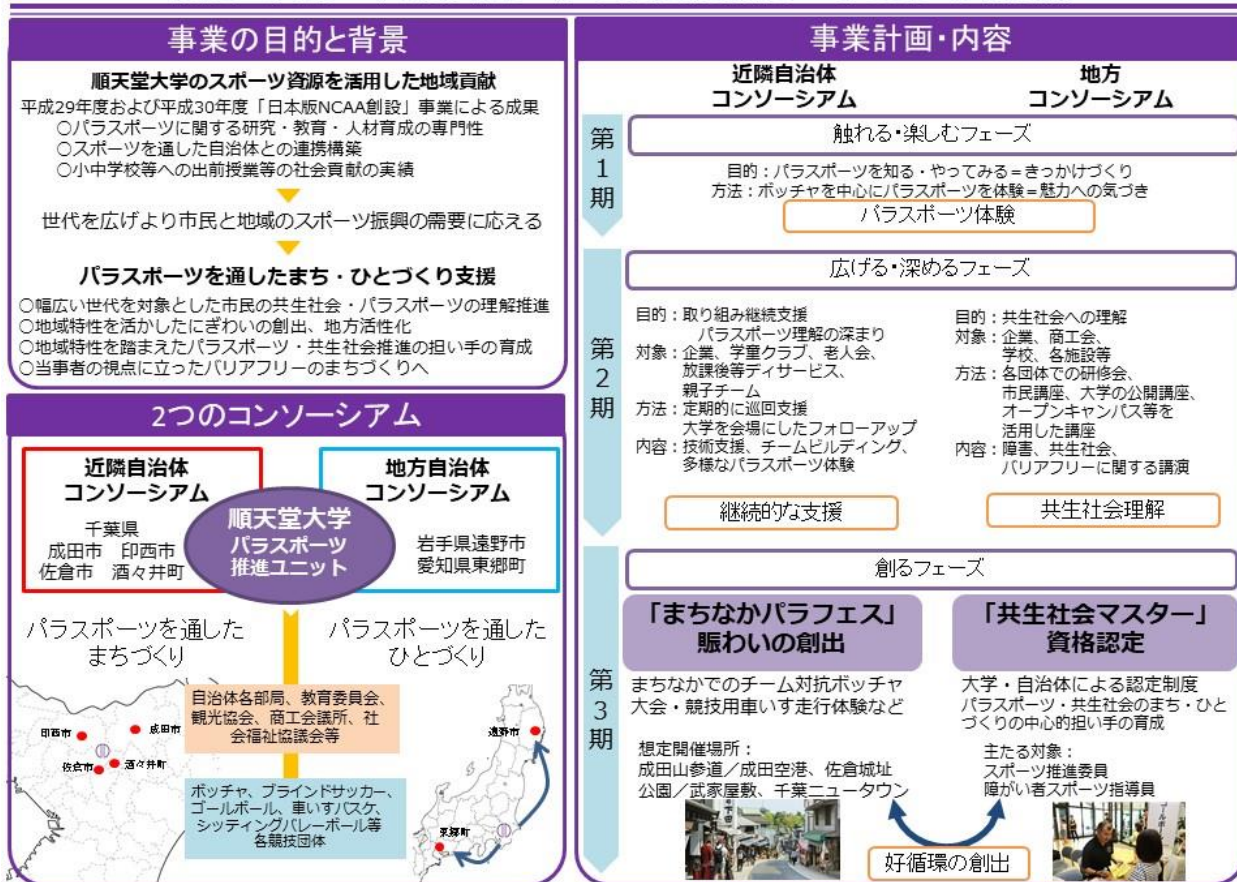 事業の目的と背景
順天堂大学のスポーツ資源を活用した地域貢献
平成29年度および平成30年度「日本版NCAA創設」事業による成果
○パラスポーツに関する研究・教育・人材育成の専門性
○スポーツを通した自治体との連携構築
○小中学校等への出前授業等の社会貢献の実績
世代を広げより市民と地域のスポーツ振興の需要に応える
パラスポーツを通したまち・ひとづくり支援
○幅広い世代を対象とした市民の共生社会・パラスポーツの理解推進
○地域特性を活かしたにぎわいの創出、地方活性化
○地域特性を踏まえたパラスポーツ・共生社会推進の担い手の育成
○当事者の視点に立ったバリアフリーのまちづくりへ
2つのコンソーシアム
近隣自治体
コンソーシアム
千葉県
成田市 印西市
佐倉市 酒々井町
順天堂大学
パラスポーツ
推進ユニット
地方自治体
コンソーシアム
岩手県遠野市
愛知県東郷町
パラスポーツを通した
まちづくり
パラスポーツを通した
ひとづくり
自治体各部局、教育委員会、
観光協会、商工会議所、社
会福祉協議会等
ボッチャ、ブラインドサッカー、
ゴールボール、車いすバスケ、
シッティングバレーボール等
各競技団体
印西市
成田市
佐倉市
酒々井町
遠野市
東郷町
事業計画・内容
近隣自治体
コンソーシアム
地方
コンソーシアム
第1期
触れる・楽しむフェーズ
目的：パラスポーツを知る・やってみる＝きっかけづくり
方法：ボッチャを中心にパラスポーツを体験＝魅力への気づき
パラスポーツ体験
第2期
広げる・深めるフェーズ
目的：取り組み継続支援
パラスポーツ理解の深まり
対象：企業、学童クラブ、老人会、
放課後等ディサービス、
親子チーム
方法：定期的に巡回支援
大学を会場にしたフォローアップ
内容：技術支援、チームビルディング、
多様なパラスポーツ体験
継続的な支援
目的：共生社会への理解
対象：企業、商工会、
学校、各施設等
方法：各団体での研修会、
市民講座、大学の公開講座、
オープンキャンパス等を
活用した講座
内容：障害、共生社会、
バリアフリーに関する講演
共生社会理解
第3期
創るフェーズ
「まちなかパラフェス」
賑わいの創出
まちなかでのチーム対抗ボッチャ
大会・競技用車いす走行体験など
想定開催場所：
成田山参道／成田空港、佐倉城址
公園／武家屋敷、千葉ニュータウン
「共生社会マスター」
資格認定
大学・自治体による認定制度
パラスポーツ・共生社会のまち・ひと
づくりの中心的担い手の育成
主たる対象：
スポーツ推進委員
障がい者スポーツ指導員
好循環の創出